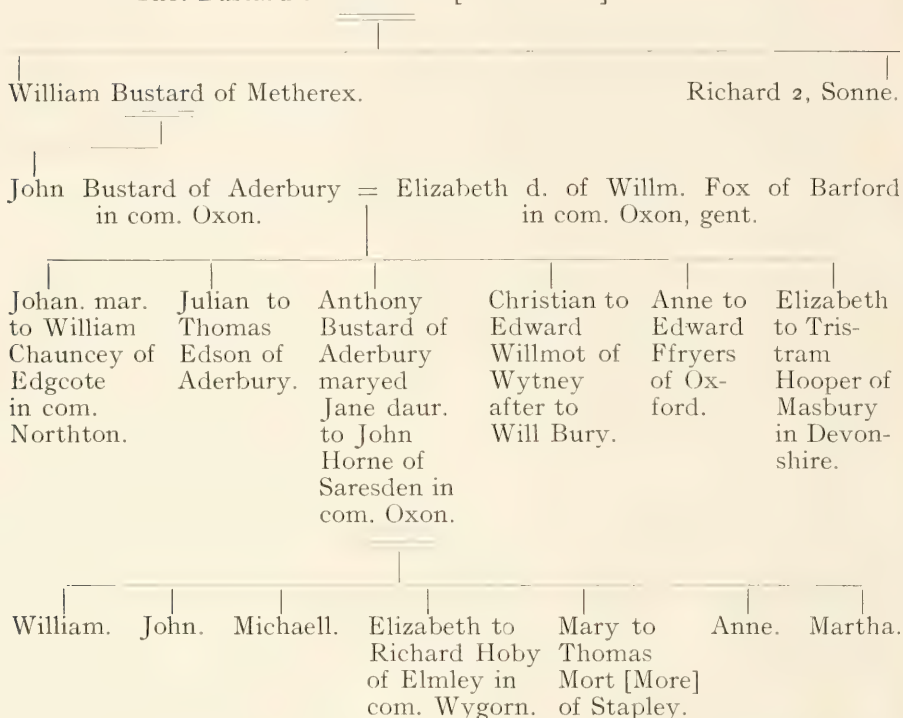 William Bustard of Metherex.
Richard 2, Sonne.
John Bustard of Aderbury = Elizabeth d. of Willm. Fox of Barford
in com. Oxon.
in com. Oxon, gent.
Johan. mar.
to William
Chauncey of
Edgcote
in com.
Northton.
Julian to
Thomas
Edson of
Aderbury.
Anthony
Bustard of
Aderbury
maryed
Jane daur.
to John
Horne of
Saresden in
com. Oxon.
Christian to
Edward
Willmot of
Wytney
after to
Will Bury.
Anne to
Edward
Ffryers
of Ox-
ford.
Elizabeth
to Tris-
tram
Hooper of
Masbury
in Devon-
shire.
William.
John.
Michaell.
Elizabeth to
Richard Hoby
of Elmley in
com. Wygorn.
Mary to
Thomas
Mort [More]
of Stapley.
Anne.
Martha.